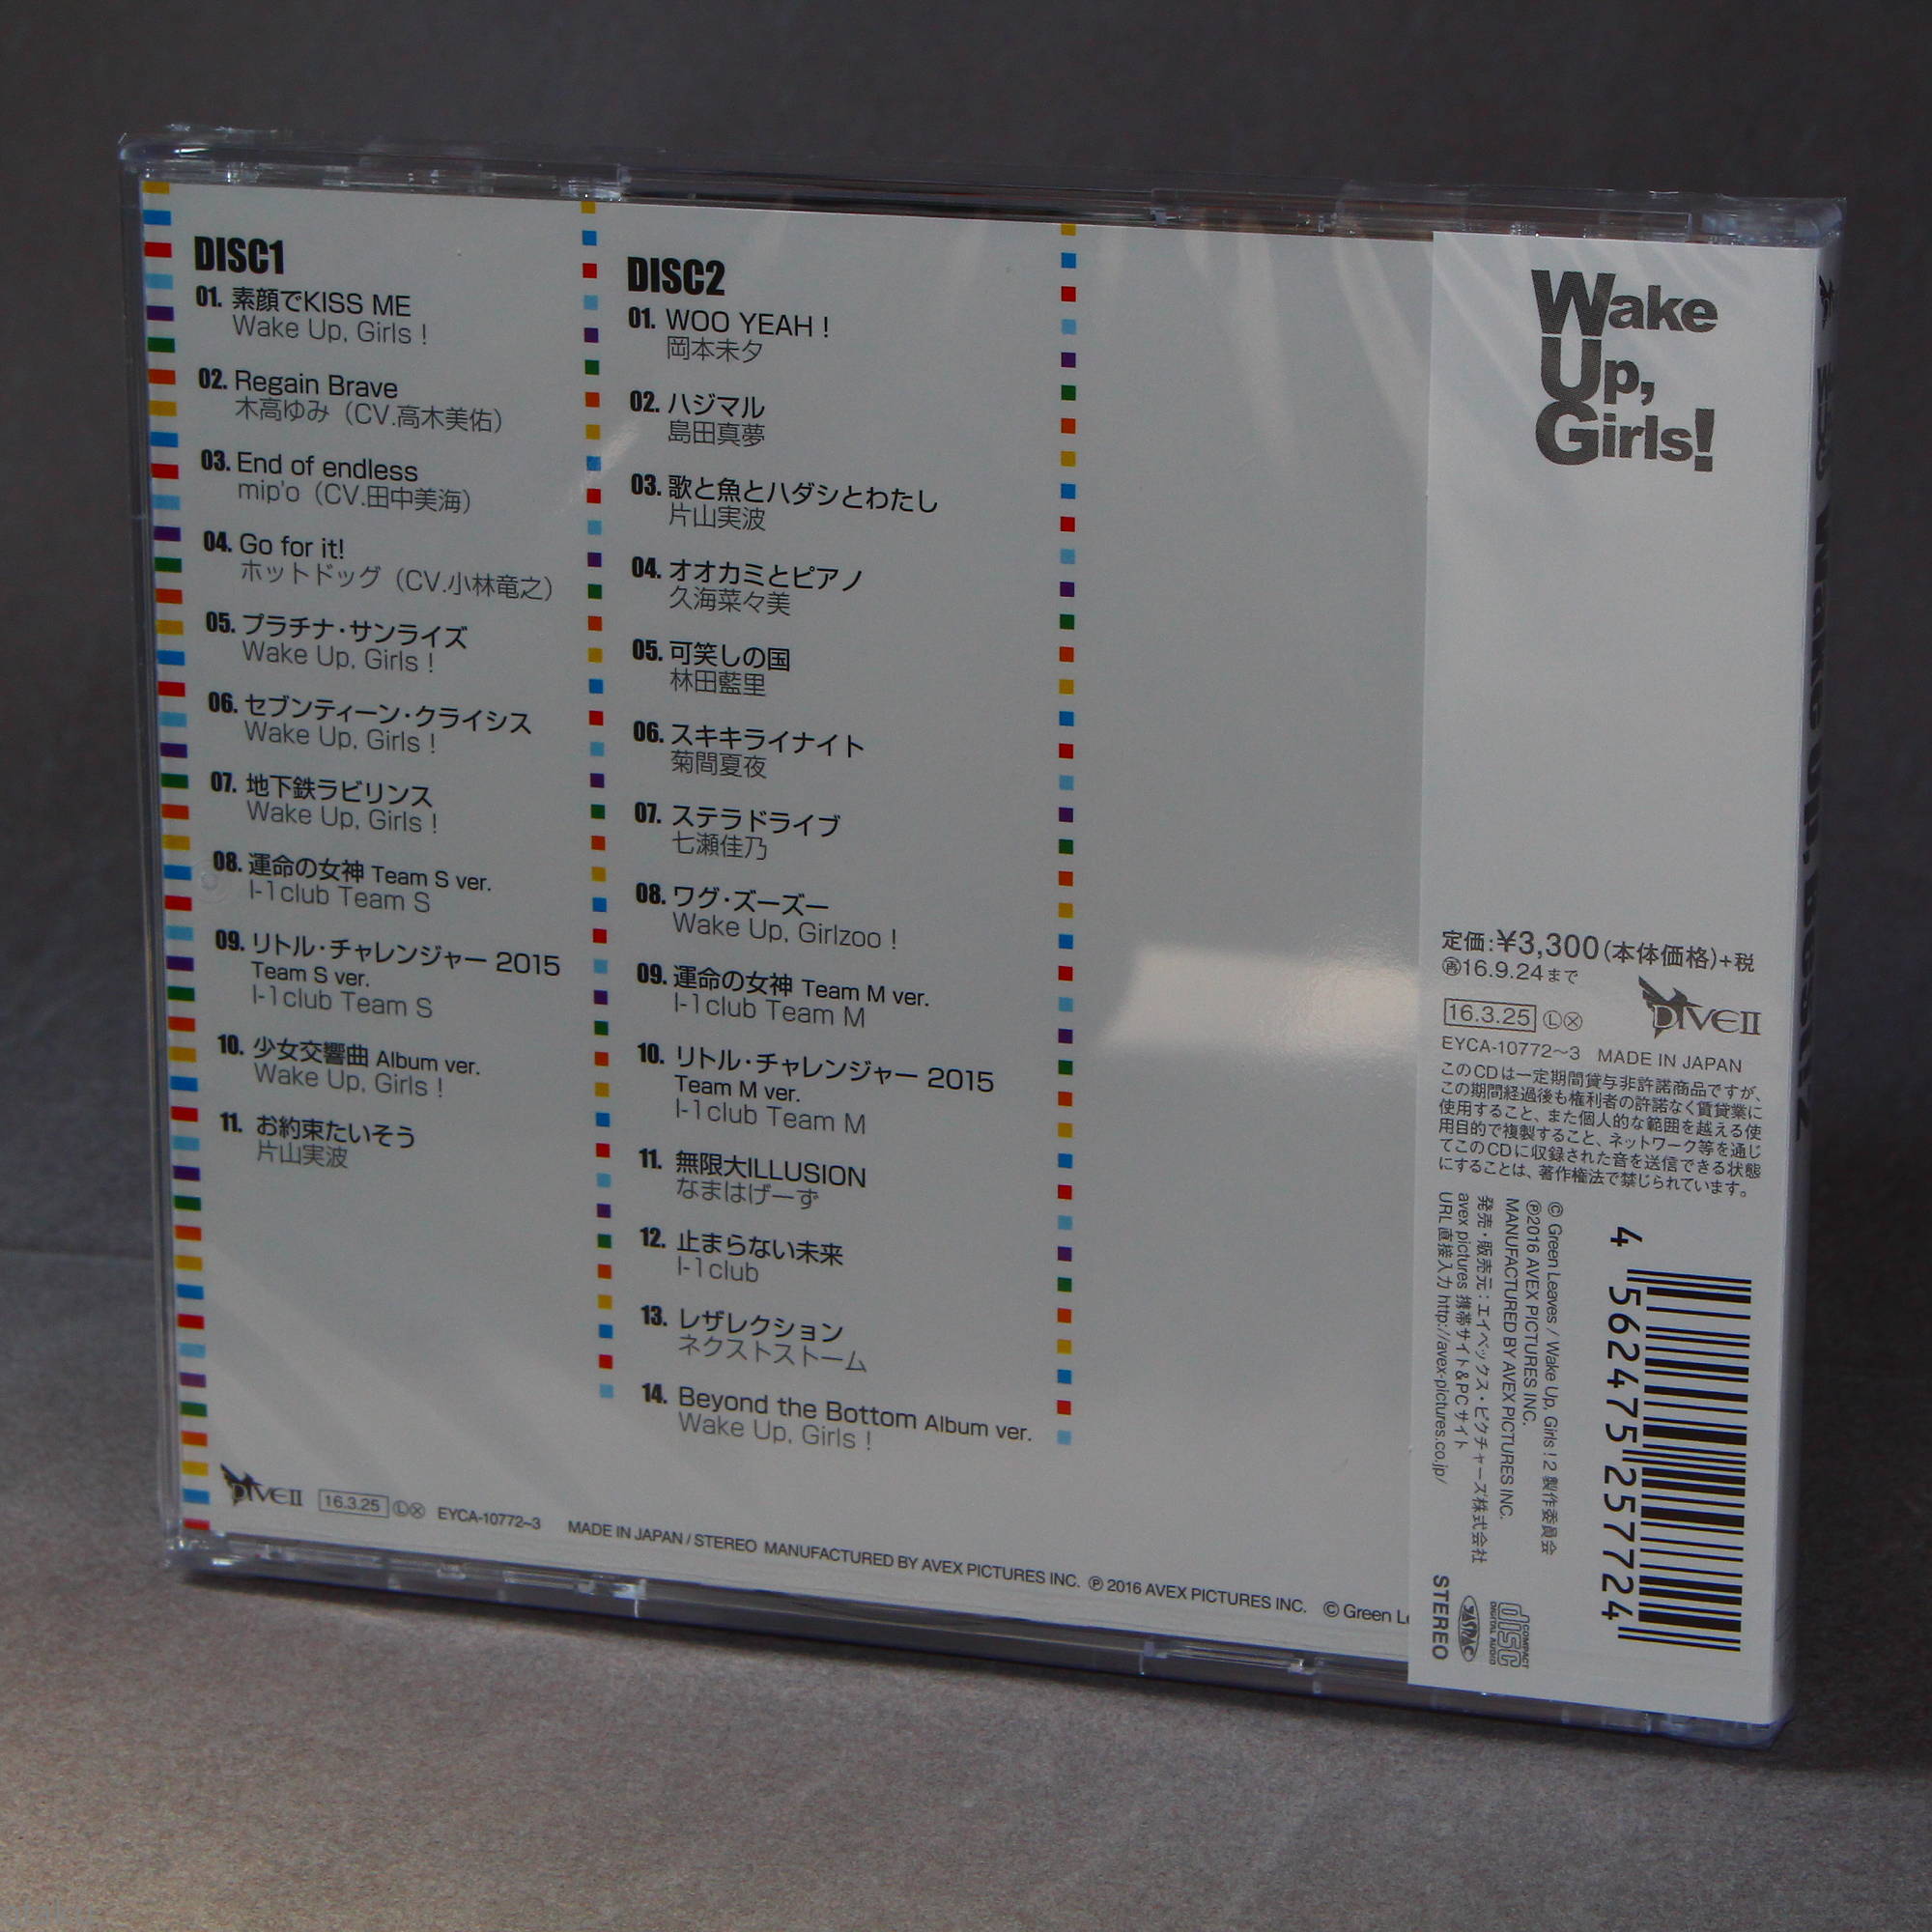 DISC1
01. 素顔でKISS ME
Wake Up, Girls !
02. Regain Brave
木高ゆみ（CV.高木美佑）
03. End of endless
mip'o（CV.田中美海）
04. Go for it!
ホットドッグ（CV.小林竜之）
05. プラチナ・サンライズ
Wake Up, Girls !
06. セブンティーン・クライシス
Wake Up, Girls !
07. 地下鉄ラビリンス
Wake Up, Girls !
08. 運命の女神 Team S ver.
I-1club Team S
09. リトル・チャレンジャー 2015
Team S ver.
I-1club Team S
10. 少女交響曲 Album ver.
Wake Up, Girls !
11. お約束たいそう
片山実波
DISC2
01. WOO YEAH !
岡本未夕
02. ハジマル
島田真夢
03. 歌と魚とハダシとわたし
片山実波
04. オオカミとピアノ
久海菜々美
05. 可笑しの国
林田藍里
06. スキキライナイト
菊間夏夜
07. ステラドライブ
七瀬佳乃
08. ワグ・ズーズー
Wake Up, Girlzoo !
09. 運命の女神 Team M ver.
I-1club Team M
10. リトル・チャレンジャー 2015
Team M ver.
I-1club Team M
11. 無限大ILLUSION
なまはげーず
12. 止まらない未来
I-1club
13. レザレクション
ネクストストーム
14. Beyond the Bottom Album ver.
Wake Up, Girls !
DIVE II 16.3.25 Ⓛ EYCA-10772~3 MADE IN JAPAN / STEREO MANUFACTURED BY AVEX PICTURES INC. ℗ 2016 AVEX PICTURES INC. © Green
Wake
Up,
Girls!
定価:¥3,300(本体価格)+税
㊞16.9.24まで
DIVE II
16.3.25 Ⓛ
EYCA-10772～3 MADE IN JAPAN
このCDは一定期間貸与非許諾商品ですが、
この期間経過後も権利者の許諾なく賃貸業に
使用すること、また個人的な範囲を越える使
用目的で複製すること、ネットワーク等を通じ
てこのCDに収録された音を送信できる状態
にすることは、著作権法で禁じられています。
© Green Leaves / Wake Up, Girls ! 2 製作委員会
℗2016 AVEX PICTURES INC.
MANUFACTURED BY AVEX PICTURES INC.
発売・販売元：エイベックス・ピクチャーズ株式会社
avex pictures 携帯サイト&PCサイト
URL直接入力 http://avex-pictures.co.jp/
4 562475 257724
COMPACT
disc
DIGITAL AUDIO
STEREO